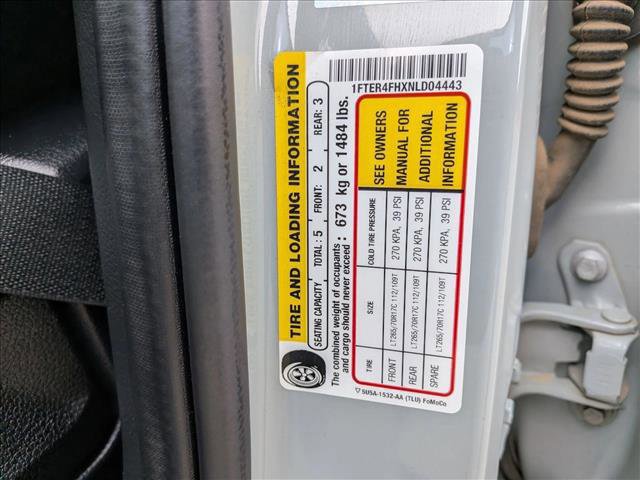 TIRE AND LOADING INFORMATION
SEATING CAPACITY TOTAL: 5 FRONT: 2 REAR: 3
The combined weight of occupants
and cargo should never exceed : 673 kg or 1484 lbs.
TIRE SIZE COLD TIRE PRESSURE
FRONT LT265/70R17C 112/109T 270 KPA, 39 PSI
REAR LT265/70R17C 112/109T 270 KPA, 39 PSI
SPARE LT265/70R17C 112/109T 270 KPA, 39 PSI
SEE OWNERS
MANUAL FOR
ADDITIONAL
INFORMATION
1FTER4FHXNLD04443
5U5A-1532-AA (TLU) FoMoCo